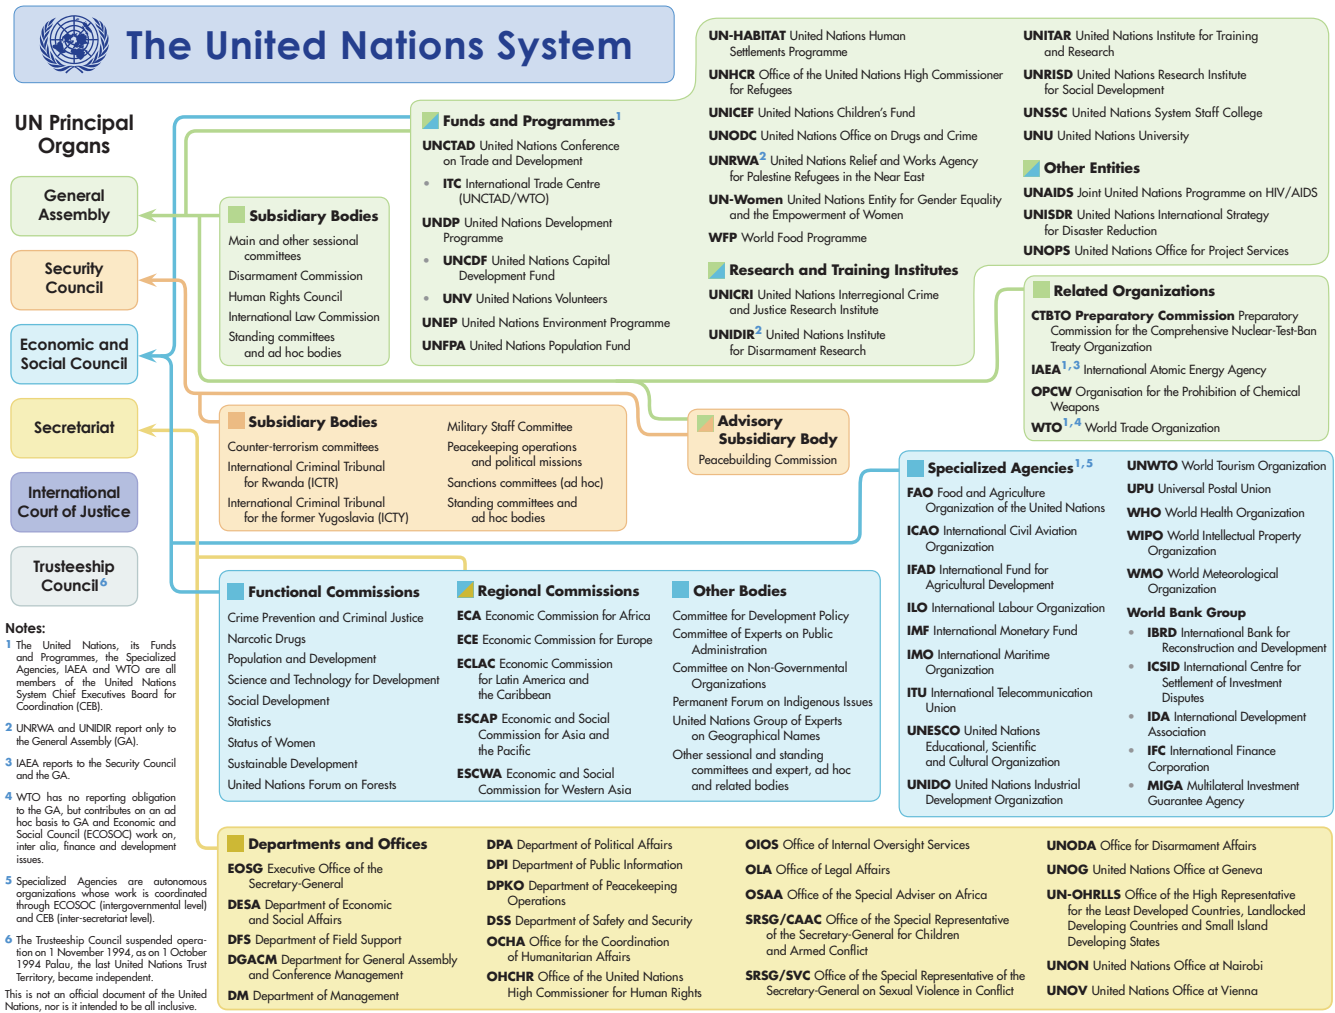 The United Nations System
UN Principal
Organs
General
Assembly
Security
Council
Economic and
Social Council
Secretariat
International
Court of Justice
Trusteeship
Council6
Subsidiary Bodies
Main and other sessional
committees
Disarmament Commission
Human Rights Council
International Law Commission
Standing committees
and ad hoc bodies
Funds and Programmes1
UNCTAD United Nations Conference
on Trade and Development
• ITC International Trade Centre
(UNCTAD/WTO)
UNDP United Nations Development
Programme
• UNCDF United Nations Capital
Development Fund
• UNV United Nations Volunteers
UNEP United Nations Environment Programme
UNFPA United Nations Population Fund
UN-HABITAT United Nations Human
Settlements Programme
UNHCR Office of the United Nations High Commissioner
for Refugees
UNICEF United Nations Children's Fund
UNODC United Nations Office on Drugs and Crime
UNRWA2 United Nations Relief and Works Agency
for Palestine Refugees in the Near East
UN-Women United Nations Entity for Gender Equality
and the Empowerment of Women
WFP World Food Programme
Research and Training Institutes
UNICRI United Nations Interregional Crime
and Justice Research Institute
UNIDIR2 United Nations Institute
for Disarmament Research
UNITAR United Nations Institute for Training
and Research
UNRISD United Nations Research Institute
for Social Development
UNSSC United Nations System Staff College
UNU United Nations University
Other Entities
UNAIDS Joint United Nations Programme on HIV/AIDS
UNISDR United Nations International Strategy
for Disaster Reduction
UNOPS United Nations Office for Project Services
Related Organizations
CTBTO Preparatory Commission Preparatory
Commission for the Comprehensive Nuclear-Test-Ban
Treaty Organization
IAEA1,3 International Atomic Energy Agency
OPCW Organisation for the Prohibition of Chemical
Weapons
WTO1,4 World Trade Organization
Subsidiary Bodies
Counter-terrorism committees
International Criminal Tribunal
for Rwanda (ICTR)
International Criminal Tribunal
for the former Yugoslavia (ICTY)
Military Staff Committee
Peacekeeping operations
and political missions
Sanctions committees (ad hoc)
Standing committees and
ad hoc bodies
Advisory
Subsidiary Body
Peacebuilding Commission
Specialized Agencies1,5
FAO Food and Agriculture
Organization of the United Nations
ICAO International Civil Aviation
Organization
IFAD International Fund for
Agricultural Development
ILO International Labour Organization
IMF International Monetary Fund
IMO International Maritime
Organization
ITU International Telecommunication
Union
UNESCO United Nations
Educational, Scientific
and Cultural Organization
UNIDO United Nations Industrial
Development Organization
UNWTO World Tourism Organization
UPU Universal Postal Union
WHO World Health Organization
WIPO World Intellectual Property
Organization
WMO World Meteorological
Organization
World Bank Group
• IBRD International Bank for
Reconstruction and Development
• ICSID International Centre for
Settlement of Investment
Disputes
• IDA International Development
Association
• IFC International Finance
Corporation
• MIGA Multilateral Investment
Guarantee Agency
Functional Commissions
Crime Prevention and Criminal Justice
Narcotic Drugs
Population and Development
Science and Technology for Development
Social Development
Statistics
Status of Women
Sustainable Development
United Nations Forum on Forests
Regional Commissions
ECA Economic Commission for Africa
ECE Economic Commission for Europe
ECLAC Economic Commission
for Latin America and
the Caribbean
ESCAP Economic and Social
Commission for Asia and
the Pacific
ESCWA Economic and Social
Commission for Western Asia
Other Bodies
Committee for Development Policy
Committee of Experts on Public
Administration
Committee on Non-Governmental
Organizations
Permanent Forum on Indigenous Issues
United Nations Group of Experts
on Geographical Names
Other sessional and standing
committees and expert, ad hoc
and related bodies
Departments and Offices
EOSG Executive Office of the
Secretary-General
DESA Department of Economic
and Social Affairs
DFS Department of Field Support
DGACM Department for General Assembly
and Conference Management
DM Department of Management
DPA Department of Political Affairs
DPI Department of Public Information
DPKO Department of Peacekeeping
Operations
DSS Department of Safety and Security
OCHA Office for the Coordination
of Humanitarian Affairs
OHCHR Office of the United Nations
High Commissioner for Human Rights
OIOS Office of Internal Oversight Services
OLA Office of Legal Affairs
OSAA Office of the Special Adviser on Africa
SRSG/CAAC Office of the Special Representative
of the Secretary-General for Children
and Armed Conflict
SRSG/SVC Office of the Special Representative of the
Secretary-General on Sexual Violence in Conflict
UNODA Office for Disarmament Affairs
UNOG United Nations Office at Geneva
UN-OHRLLS Office of the High Representative
for the Least Developed Countries, Landlocked
Developing Countries and Small Island
Developing States
UNON United Nations Office at Nairobi
UNOV United Nations Office at Vienna
Notes:
1 The United Nations, its Funds
and Programmes, the Specialized
Agencies, IAEA and WTO are all
members of the United Nations
System Chief Executives Board for
Coordination (CEB).
2 UNRWA and UNIDIR report only to
the General Assembly (GA).
3 IAEA reports to the Security Council
and the GA.
4 WTO has no reporting obligation
to the GA, but contributes on an ad
hoc basis to GA and Economic and
Social Council (ECOSOC) work on,
inter alia, finance and development
issues.
5 Specialized Agencies are autonomous
organizations whose work is coordinated
through ECOSOC (intergovernmental level)
and CEB (inter-secretariat level).
6 The Trusteeship Council suspended opera-
tion on 1 November 1994, as on 1 October
1994 Palau, the last United Nations Trust
Territory, became independent.
This is not an official document of the United
Nations, nor is it intended to be all inclusive.